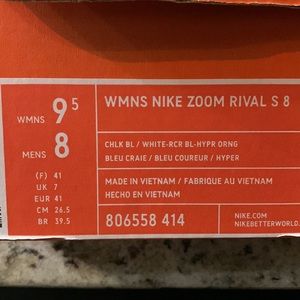 WMNS 9 5
MENS 8
(F) 41
UK 7
EUR 41
CM 26.5
BR 39.5
WMNS NIKE ZOOM RIVAL S 8
CHLK BL / WHITE-RCR BL-HYPR ORNG
BLEU CRAIE / BLEU COUREUR / HYPER
MADE IN VIETNAM / FABRIQUE AU VIETNAM
HECHO EN VIETNAM
806558 414
NIKE.COM
NIKEBETTERWORLD.